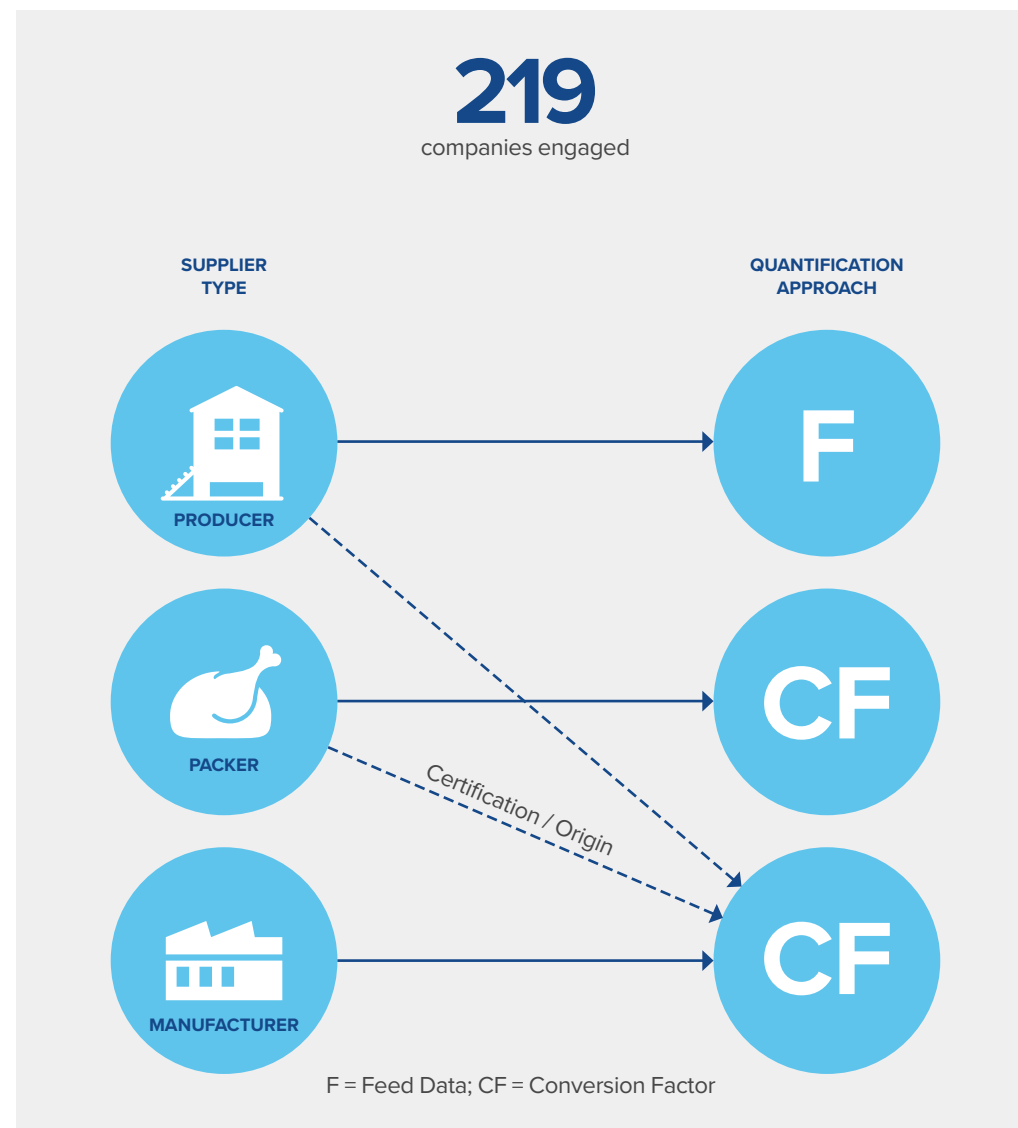 219
companies engaged
SUPPLIER
TYPE
QUANTIFICATION
APPROACH
PRODUCER
F
PACKER
CF
Certification / Origin
MANUFACTURER
CF
F = Feed Data; CF = Conversion Factor